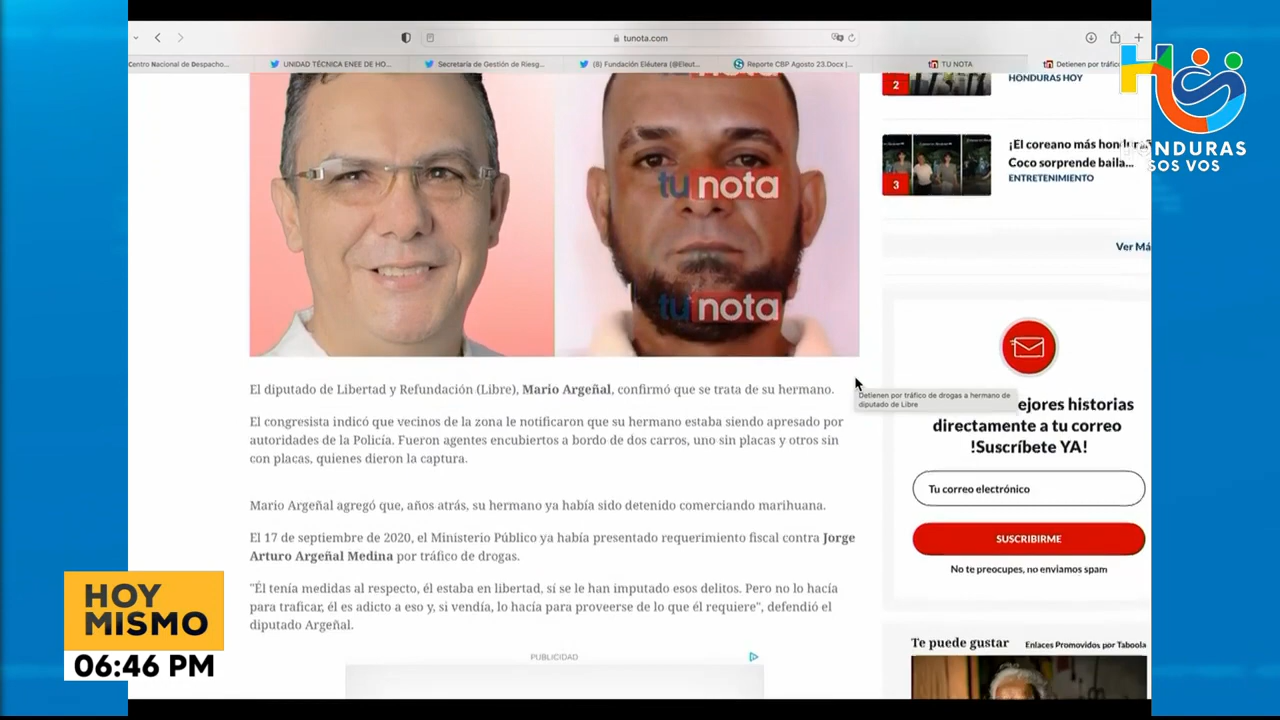 tunota.com
Centro Nacional de Despacho...
UNIDAD TÉCNICA ENEE DE HO...
Secretaría de Gestión de Riesg...
(8) Fundación Eléutera (@Eleut...
Reporte CBP Agosto 23.Docx |...
TU NOTA
Detienen por tráfic
HONDURAS
SOS VOS
2
HONDURAS HOY
3
¡El coreano más hondur
Coco sorprende baila...
ENTRETENIMIENTO
Ver Má
tu nota
tu nota
El diputado de Libertad y Refundación (Libre), Mario Argeñal, confirmó que se trata de su hermano.
El congresista indicó que vecinos de la zona le notificaron que su hermano estaba siendo apresado por
autoridades de la Policía. Fueron agentes encubiertos a bordo de dos carros, uno sin placas y otros sin
con placas, quienes dieron la captura.
Mario Argeñal agregó que, años atrás, su hermano ya había sido detenido comerciando marihuana.
El 17 de septiembre de 2020, el Ministerio Público ya había presentado requerimiento fiscal contra Jorge
Arturo Argeñal Medina por tráfico de drogas.
"Él tenía medidas al respecto, él estaba en libertad, sí se le han imputado esos delitos. Pero no lo hacía
para traficar, él es adicto a eso y, si vendía, lo hacía para proveerse de lo que él requiere", defendió el
diputado Argeñal.
PUBLICIDAD
Detienen por tráfico de drogas a hermano de
diputado de Libre
ejores historias
directamente a tu correo
!Suscríbete YA!
Tu correo electrónico
SUSCRIBIRME
No te preocupes, no enviamos spam
Te puede gustar
Enlaces Promovidos por Taboola
HOY
MISMO
06:46 PM